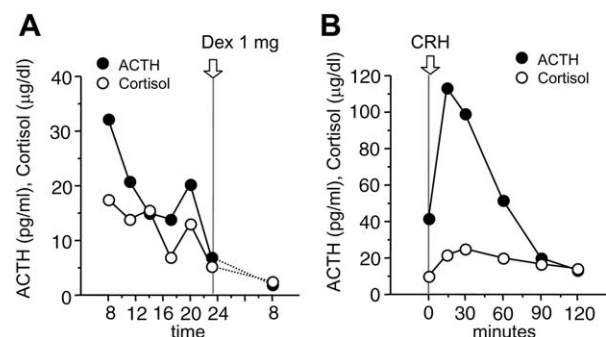 A
Dex 1 mg
ACTH
Cortisol
ACTH (pg/ml), Cortisol (µg/dl)
40
30
20
10
0
8 12 16 20 24 8
time
B
CRH
ACTH
Cortisol
ACTH (pg/ml), Cortisol (µg/dl)
120
100
80
60
40
20
0
0 30 60 90 120
minutes